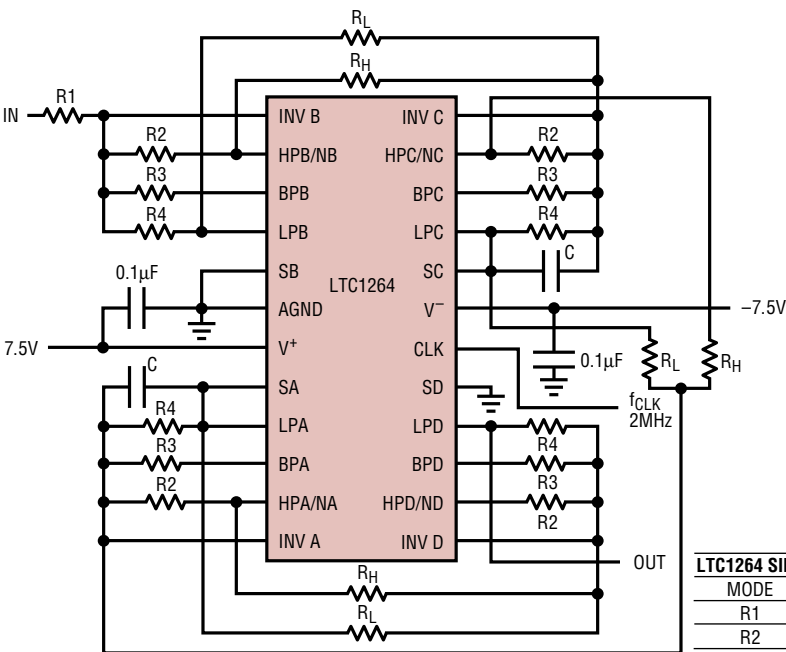 RL
RH
IN
R1
R2
R3
R4
INV B
HPB/NB
BPB
LPB
SB
AGND
V+
SA
LPA
BPA
HPA/NA
INV A
LTC1264
INV C
HPC/NC
BPC
LPC
SC
V−
CLK
SD
LPD
BPD
HPD/ND
INV D
R2
R3
R4
C
0.1µF
7.5V
C
R4
R3
R2
–7.5V
0.1µF
RL
RH
fCLK
2MHz
R4
R3
R2
OUT
RH
RL
LTC1264 SI
MODE
R1
R2